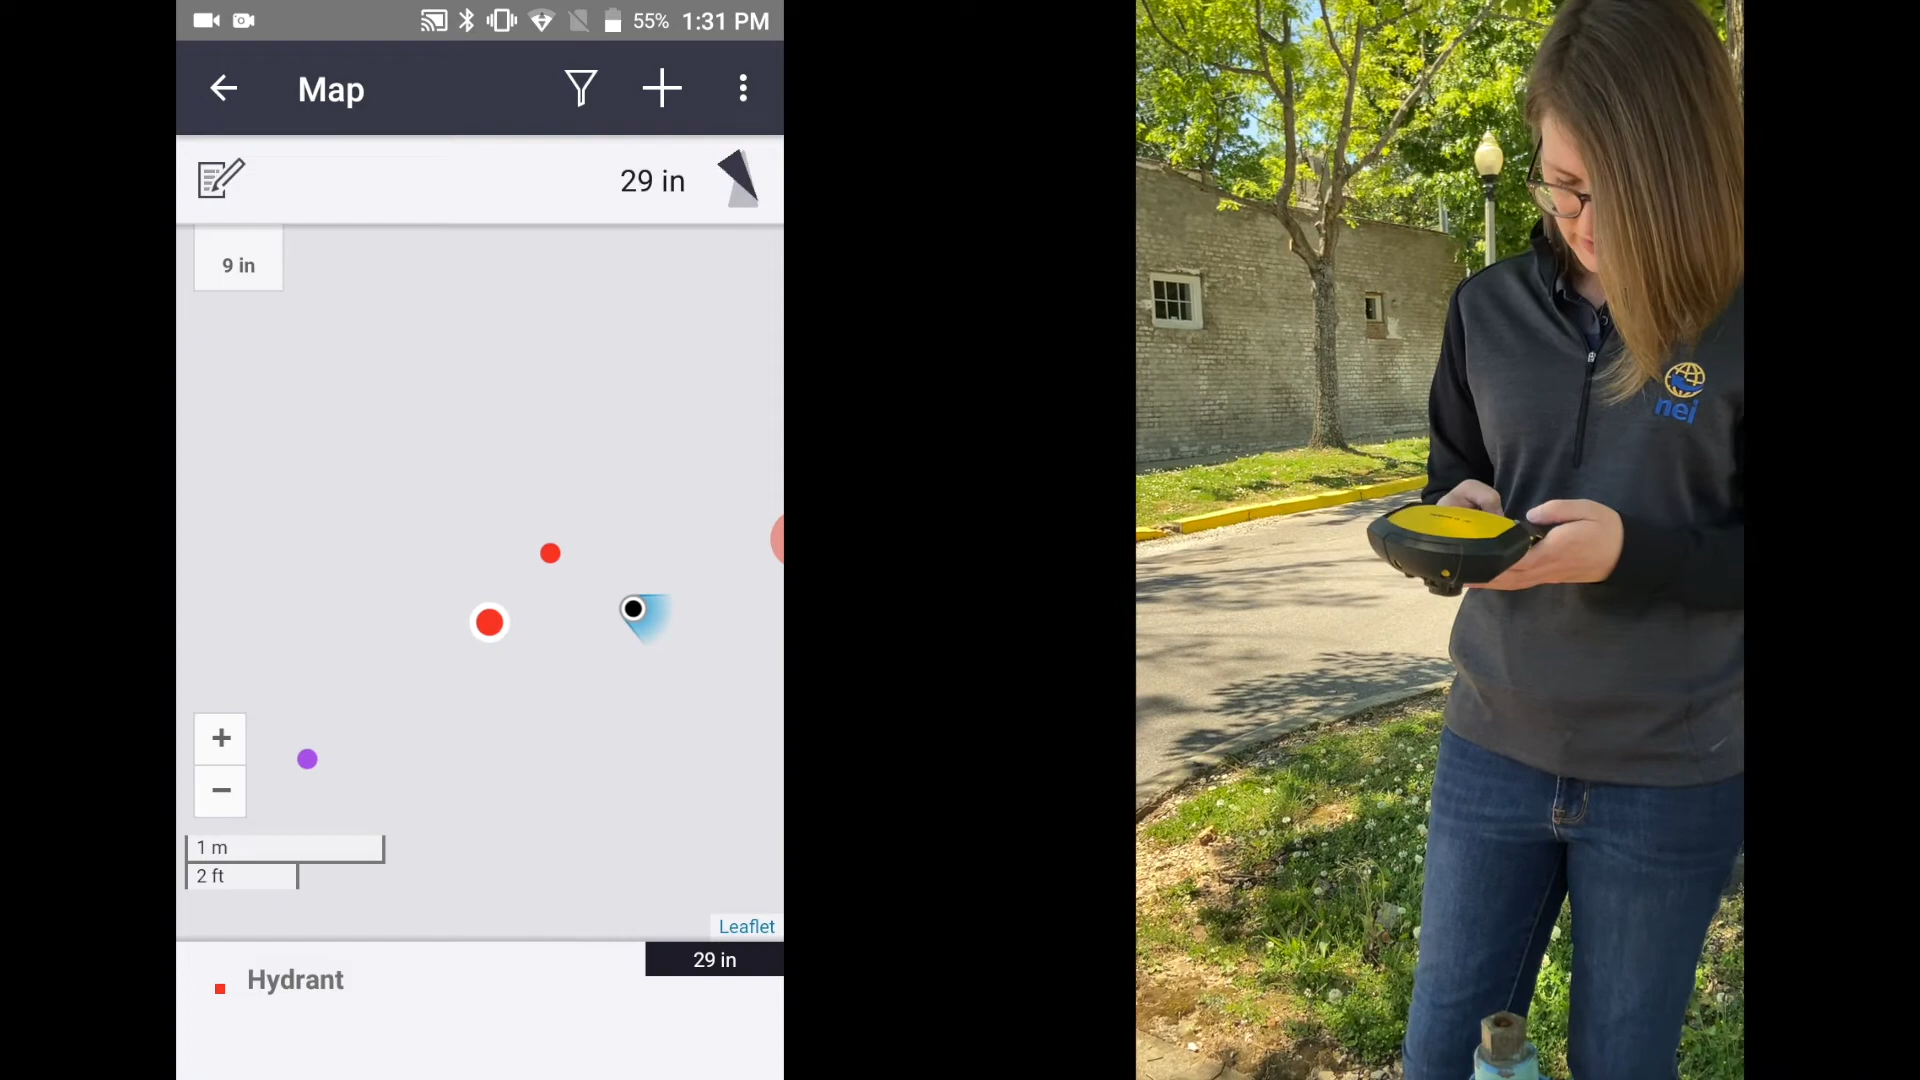 55% 1:31 PM
Map
29 in
9 in
+
−
1 m
2 ft
Leaflet
29 in
Hydrant
nei